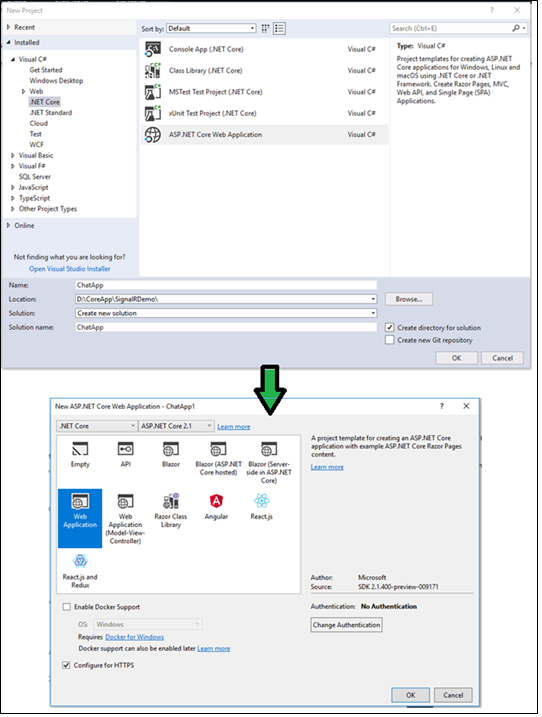 New Project
Recent
Installed
Visual C#
Get Started
Windows Desktop
Web
.NET Core
.NET Standard
Cloud
Test
WCF
Visual Basic
Visual F#
SQL Server
JavaScript
TypeScript
Other Project Types
Online
Not finding what you are looking for?
Open Visual Studio Installer
Sort by: Default
Console App (.NET Core) Visual C#
Class Library (.NET Core) Visual C#
MSTest Test Project (.NET Core) Visual C#
xUnit Test Project (.NET Core) Visual C#
ASP.NET Core Web Application Visual C#
Search (Ctrl+E)
Type: Visual C#
Project templates for creating ASP.NET
Core applications for Windows, Linux and
macOS using .NET Core or .NET
Framework. Create Razor Pages, MVC,
Web API, and Single Page (SPA)
Applications.
Name: ChatApp
Location: D:\CoreApp\SignalRDemo\
Browse...
Solution: Create new solution
Solution name: ChatApp
Create directory for solution
Create new Git repository
OK Cancel
New ASP.NET Core Web Application - ChatApp1
.NET Core ASP.NET Core 2.1 Learn more
Empty
API
Blazor
Blazor (ASP.NET
Core hosted)
Blazor (Server-
side in ASP.NET
Core)
Web
Application
Web
Application
(Model-View-
Controller)
Razor Class
Library
Angular
React.js
React.js and
Redux
A project template for creating an ASP.NET Core
application with example ASP.NET Core Razor Pages
content.
Learn more
Author: Microsoft
Source: SDK 2.1.400-preview-009171
Authentication: No Authentication
Change Authentication
Enable Docker Support
OS: Windows
Requires Docker for Windows
Docker support can also be enabled later Learn more
Configure for HTTPS
OK Cancel